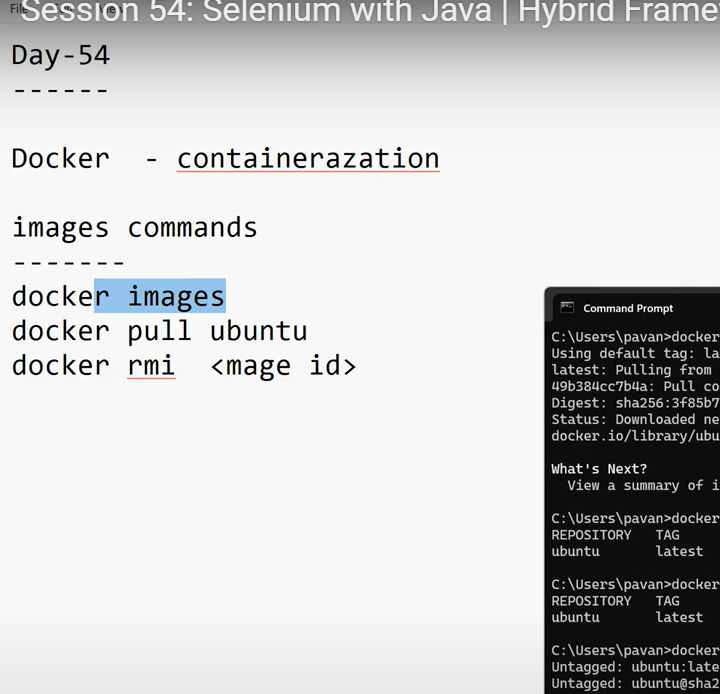 Session 54: Selenium with Java | Hybrid Frame
File
View
Day-54
------
Docker - containerazation
images commands
-------
docker images
docker pull ubuntu
docker rmi <mage id>
Command Prompt
C:\Users\pavan>docker
Using default tag: la
latest: Pulling from
49b384cc7b4a: Pull co
Digest: sha256:3f85b7
Status: Downloaded ne
docker.io/library/ubu
What's Next?
View a summary of i
C:\Users\pavan>docker
REPOSITORY TAG
ubuntu latest
C:\Users\pavan>docker
REPOSITORY TAG
ubuntu latest
C:\Users\pavan>docker
Untagged: ubuntu:late
Untagged: ubuntu@sha2